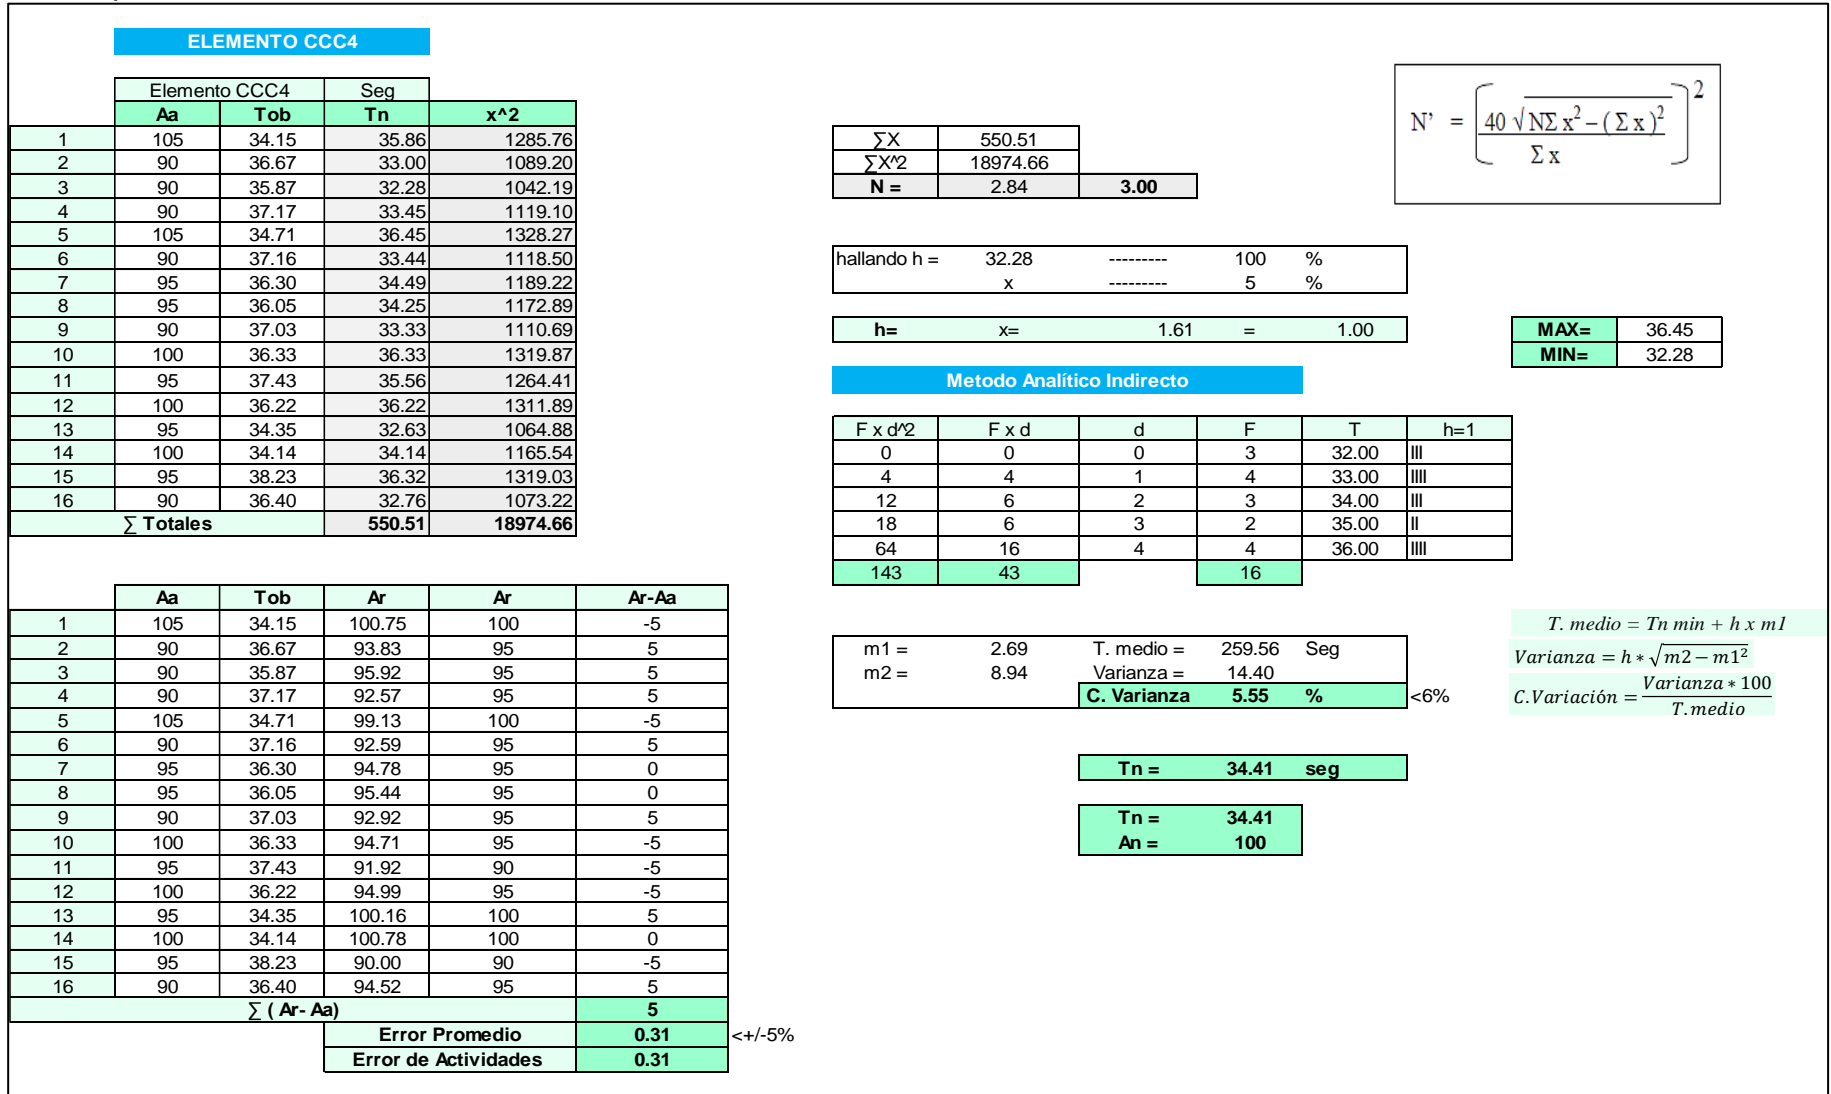 ELEMENTO CCC4
Elemento CCC4 Seg
Aa Tob Tn x^2
1 105 34.15 35.86 1285.76
2 90 36.67 33.00 1089.20
3 90 35.87 32.28 1042.19
4 90 37.17 33.45 1119.10
5 105 34.71 36.45 1328.27
6 90 37.16 33.44 1118.50
7 95 36.30 34.49 1189.22
8 95 36.05 34.25 1172.89
9 90 37.03 33.33 1110.69
10 100 36.33 36.33 1319.87
11 95 37.43 35.56 1264.41
12 100 36.22 36.22 1311.89
13 95 34.35 32.63 1064.88
14 100 34.14 34.14 1165.54
15 95 38.23 36.32 1319.03
16 90 36.40 32.76 1073.22
∑ Totales 550.51 18974.66
Aa Tob Ar Ar Ar-Aa
1 105 34.15 100.75 100 -5
2 90 36.67 93.83 95 5
3 90 35.87 95.92 95 5
4 90 37.17 92.57 95 5
5 105 34.71 99.13 100 -5
6 90 37.16 92.59 95 5
7 95 36.30 94.78 95 0
8 95 36.05 95.44 95 0
9 90 37.03 92.92 95 5
10 100 36.33 94.71 95 -5
11 95 37.43 91.92 90 -5
12 100 36.22 94.99 95 -5
13 95 34.35 100.16 100 5
14 100 34.14 100.78 100 0
15 95 38.23 90.00 90 -5
16 90 36.40 94.52 95 5
∑ ( Ar- Aa) 5
Error Promedio 0.31 <+/-5%
Error de Actividades 0.31
∑X 550.51
∑X^2 18974.66
N = 2.84 3.00
N' = [40 √NΣ x² – ( Σ x )² / Σ x]²
hallando h = 32.28 --------- 100 %
x --------- 5 %
h= x= 1.61 = 1.00
MAX= 36.45
MIN= 32.28
Metodo Analítico Indirecto
F x d^2 F x d d F T h=1
0 0 0 3 32.00 III
4 4 1 4 33.00 IIII
12 6 2 3 34.00 III
18 6 3 2 35.00 II
64 16 4 4 36.00 IIII
143 43 16
m1 = 2.69 T. medio = 259.56 Seg
m2 = 8.94 Varianza = 14.40
C. Varianza 5.55 % <6%
T. medio = Tn min + h x m1
Varianza = h ∗ √m2 − m1²
C.Variación = Varianza ∗ 100 / T.medio
Tn = 34.41 seg
Tn = 34.41
An = 100